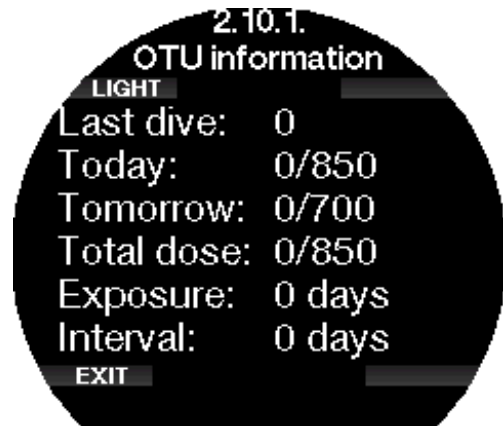 2.10.1.
OTU information
LIGHT
Last dive: 0
Today: 0/850
Tomorrow: 0/700
Total dose: 0/850
Exposure: 0 days
Interval: 0 days
EXIT